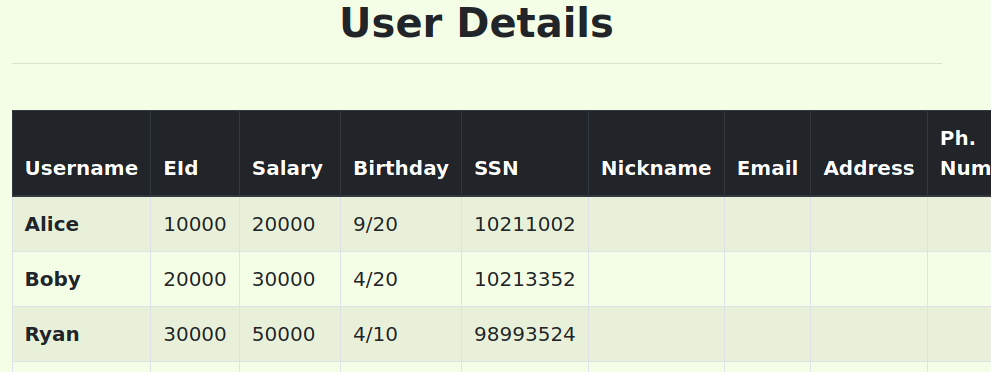 User Details
Username EId Salary Birthday SSN Nickname Email Address Ph.
Num
Alice 10000 20000 9/20 10211002
Boby 20000 30000 4/20 10213352
Ryan 30000 50000 4/10 98993524